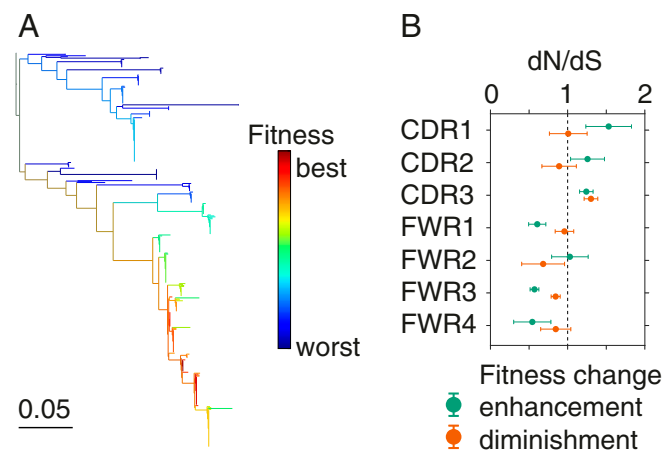 A
Fitness
best
worst
0.05
B
dN/dS
0 1 2
CDR1
CDR2
CDR3
FWR1
FWR2
FWR3
FWR4
Fitness change
enhancement
diminishment